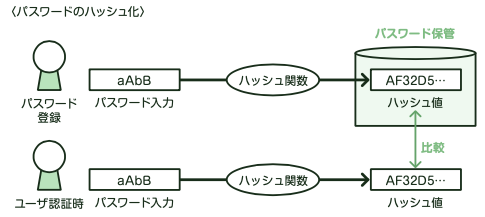 〈パスワードのハッシュ化〉
パスワード保管
aAbB
ハッシュ関数
AF32D5…
パスワード
登録
パスワード入力
ハッシュ値
比較
aAbB
ハッシュ関数
AF32D5…
ユーザ認証時
パスワード入力
ハッシュ値